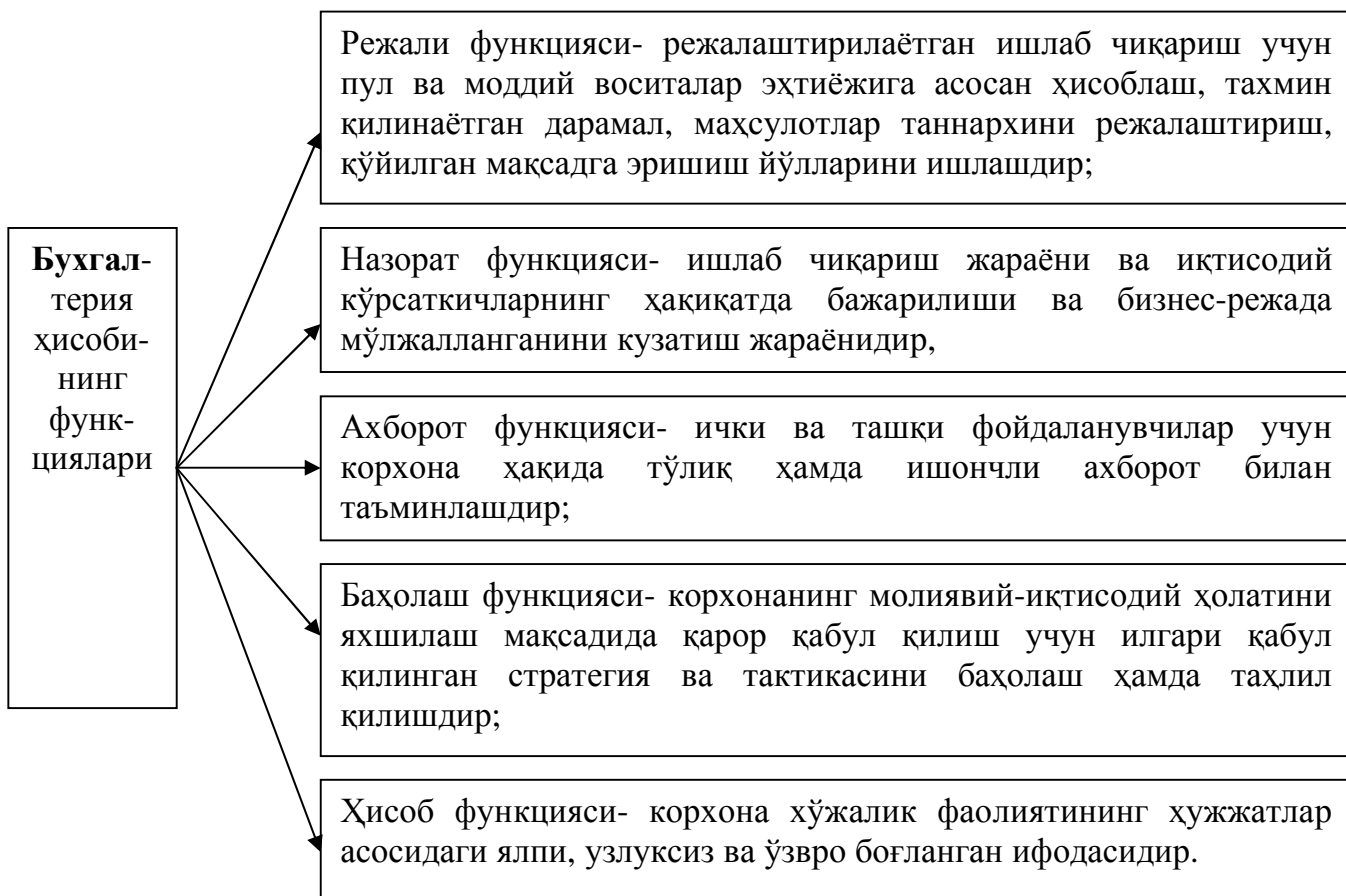 Режали функцияси- режалаштирилаётган ишлаб чиқариш учун
пул ва моддий воситалар эҳтиёжига асосан ҳисоблаш, тахмин
қилинаётган дарамал, маҳсулотлар таннархини режалаштириш,
қўйилган мақсадга эришиш йўлларини ишлашдир;
Бухгал-
терия
ҳисоби-
нинг
функ-
циялари
Назорат функцияси- ишлаб чиқариш жараёни ва иқтисодий
кўрсаткичларнинг ҳақиқатда бажарилиши ва бизнес-режада
мўлжалланганини кузатиш жараёнидир,
Ахборот функцияси- ички ва ташқи фойдаланувчилар учун
корхона ҳақида тўлиқ ҳамда ишончли ахборот билан
таъминлашдир;
Баҳолаш функцияси- корхонанинг молиявий-иқтисодий ҳолатини
яхшилаш мақсадида қарор қабул қилиш учун илгари қабул
қилинган стратегия ва тактикасини баҳолаш ҳамда таҳлил
қилишдир;
Ҳисоб функцияси- корхона хўжалик фаолиятининг ҳужжатлар
асосидаги ялпи, узлуксиз ва ўзвро боғланган ифодасидир.